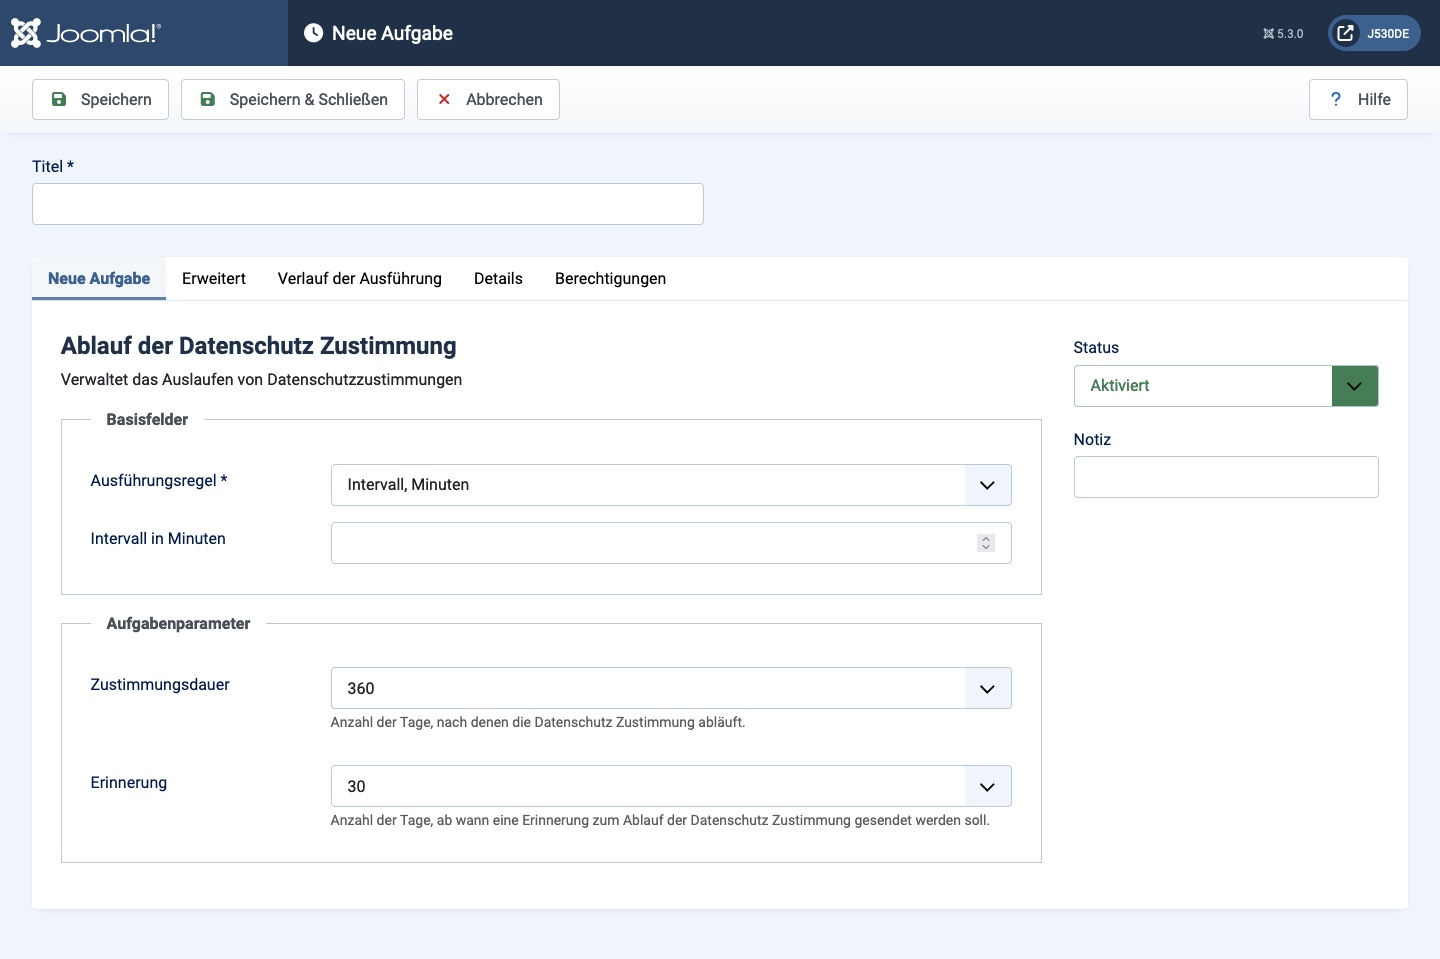 Joomla!®
Neue Aufgabe
5.3.0
J530DE
Speichern
Speichern & Schließen
Abbrechen
? Hilfe
Titel *
Neue Aufgabe
Erweitert
Verlauf der Ausführung
Details
Berechtigungen
Ablauf der Datenschutz Zustimmung
Verwaltet das Auslaufen von Datenschutzzustimmungen
Basisfelder
Ausführungsregel *
Intervall, Minuten
Intervall in Minuten
Aufgabenparameter
Zustimmungsdauer
360
Anzahl der Tage, nach denen die Datenschutz Zustimmung abläuft.
Erinnerung
30
Anzahl der Tage, ab wann eine Erinnerung zum Ablauf der Datenschutz Zustimmung gesendet werden soll.
Status
Aktiviert
Notiz